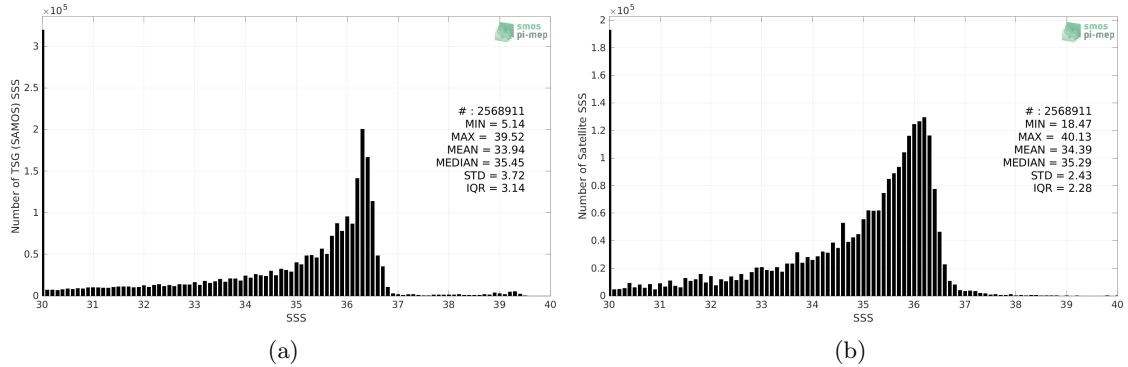 ×10⁵
smos
pi-mep
3
2.5
2
1.5
1
0.5
0
Number of TSG (SAMOS) SSS
# : 2568911
MIN = 5.14
MAX = 39.52
MEAN = 33.94
MEDIAN = 35.45
STD = 3.72
IQR = 3.14
30 31 32 33 34 35 36 37 38 39 40
SSS
(a)
×10⁵
smos
pi-mep
2
1.8
1.6
1.4
1.2
1
0.8
0.6
0.4
0.2
0
Number of Satellite SSS
# : 2568911
MIN = 18.47
MAX = 40.13
MEAN = 34.39
MEDIAN = 35.29
STD = 2.43
IQR = 2.28
30 31 32 33 34 35 36 37 38 39 40
SSS
(b)